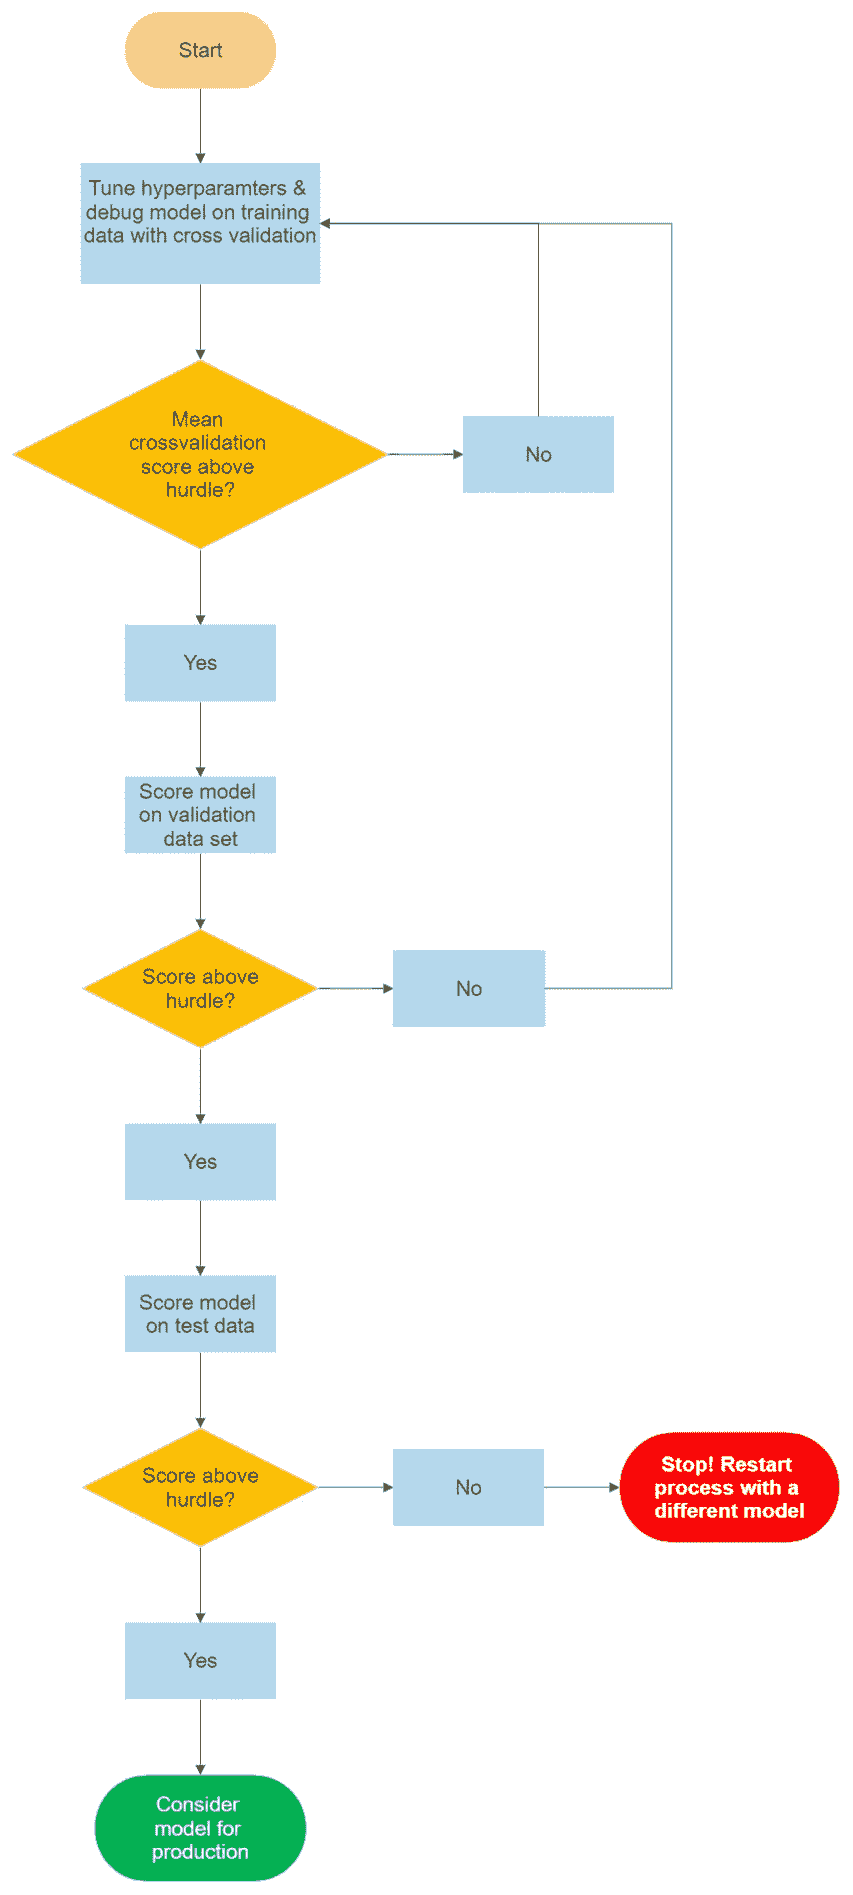 Start
Tune hyperparamters &
debug model on training
data with cross validation
Mean
crossvalidation
score above
hurdle?
No
Yes
Score model
on validation
data set
Score above
hurdle?
No
Yes
Score model
on test data
Score above
hurdle?
No
Stop! Restart
process with a
different model
Yes
Consider
model for
production